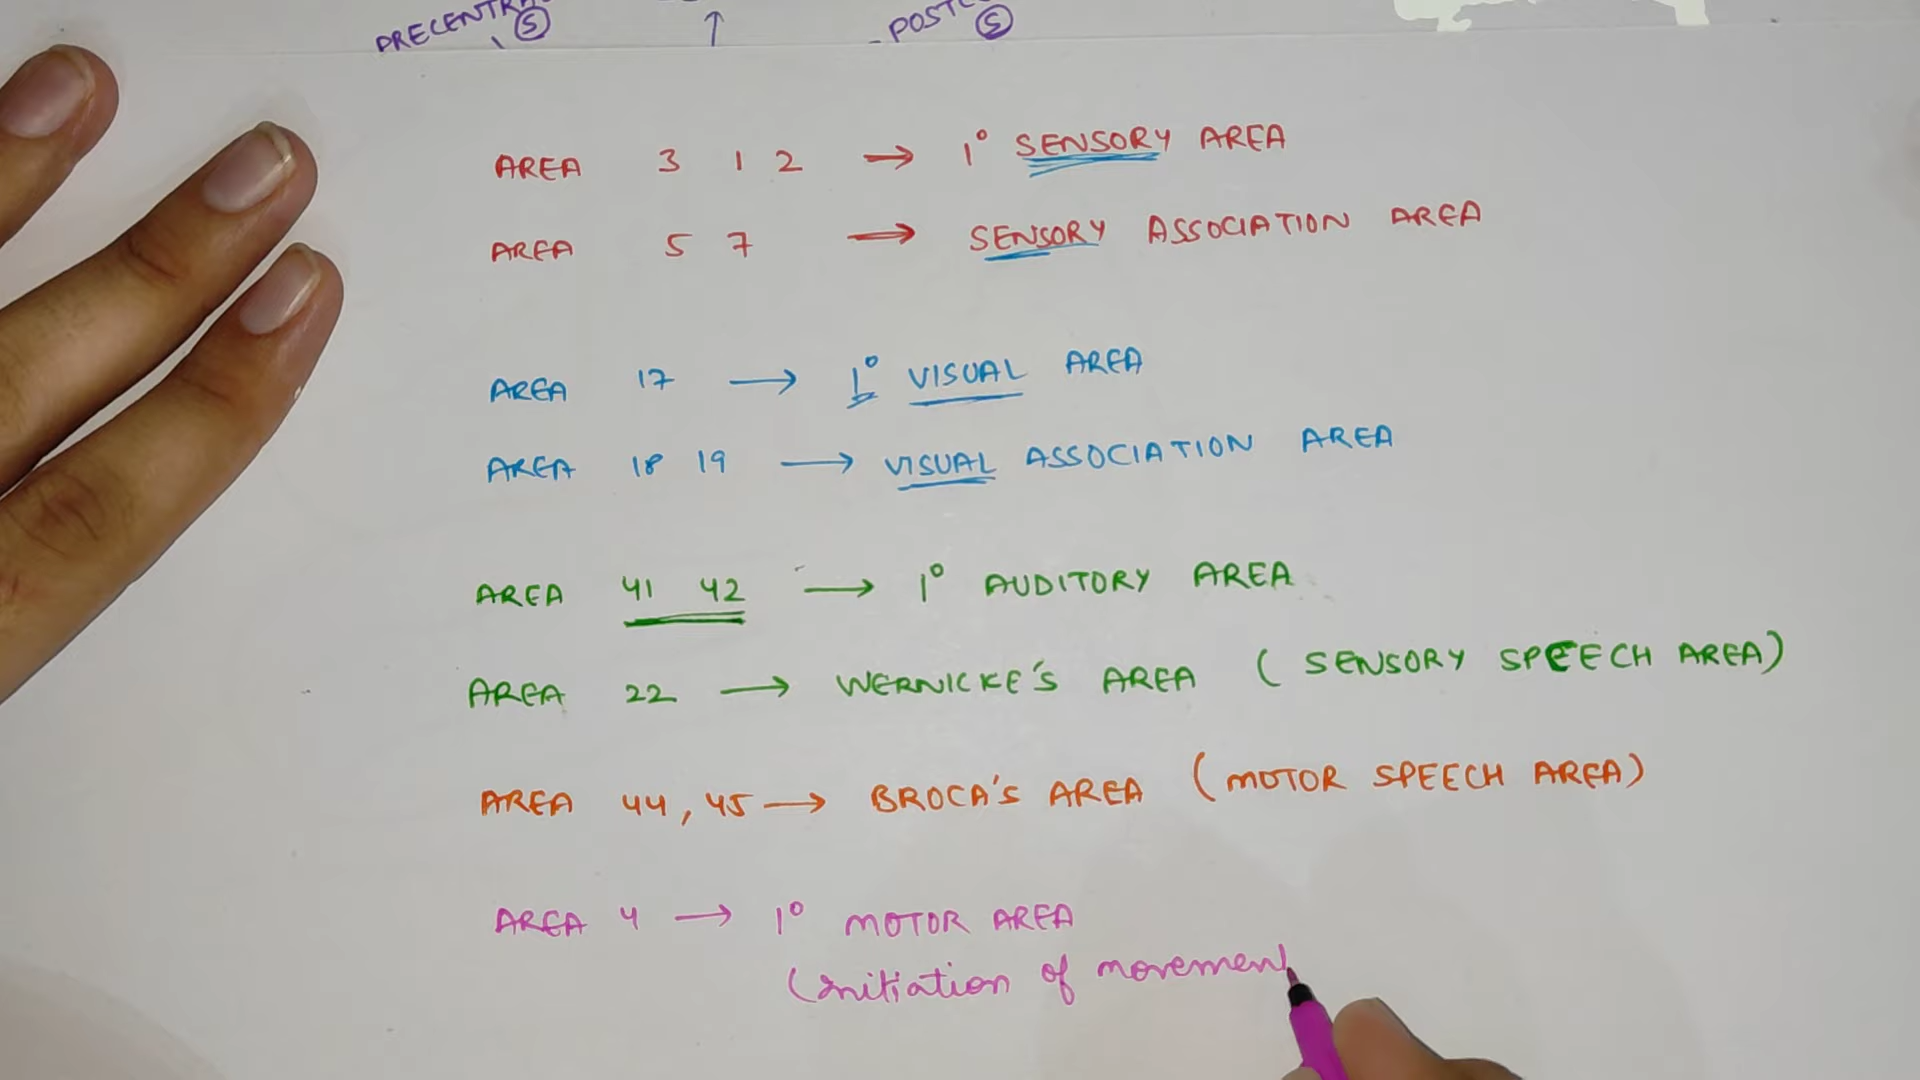 PRECENTRA S ↑ POSTC S
AREA 3 1 2 → 1° SENSORY AREA
AREA 5 7 → SENSORY ASSOCIATION AREA
AREA 17 → 1° VISUAL AREA
AREA 18 19 → VISUAL ASSOCIATION AREA
AREA 41 42 → 1° AUDITORY AREA
AREA 22 → WERNICKE'S AREA (SENSORY SPEECH AREA)
AREA 44, 45 → BROCA'S AREA (MOTOR SPEECH AREA)
AREA 4 → 1° MOTOR AREA
(Initiation of movement